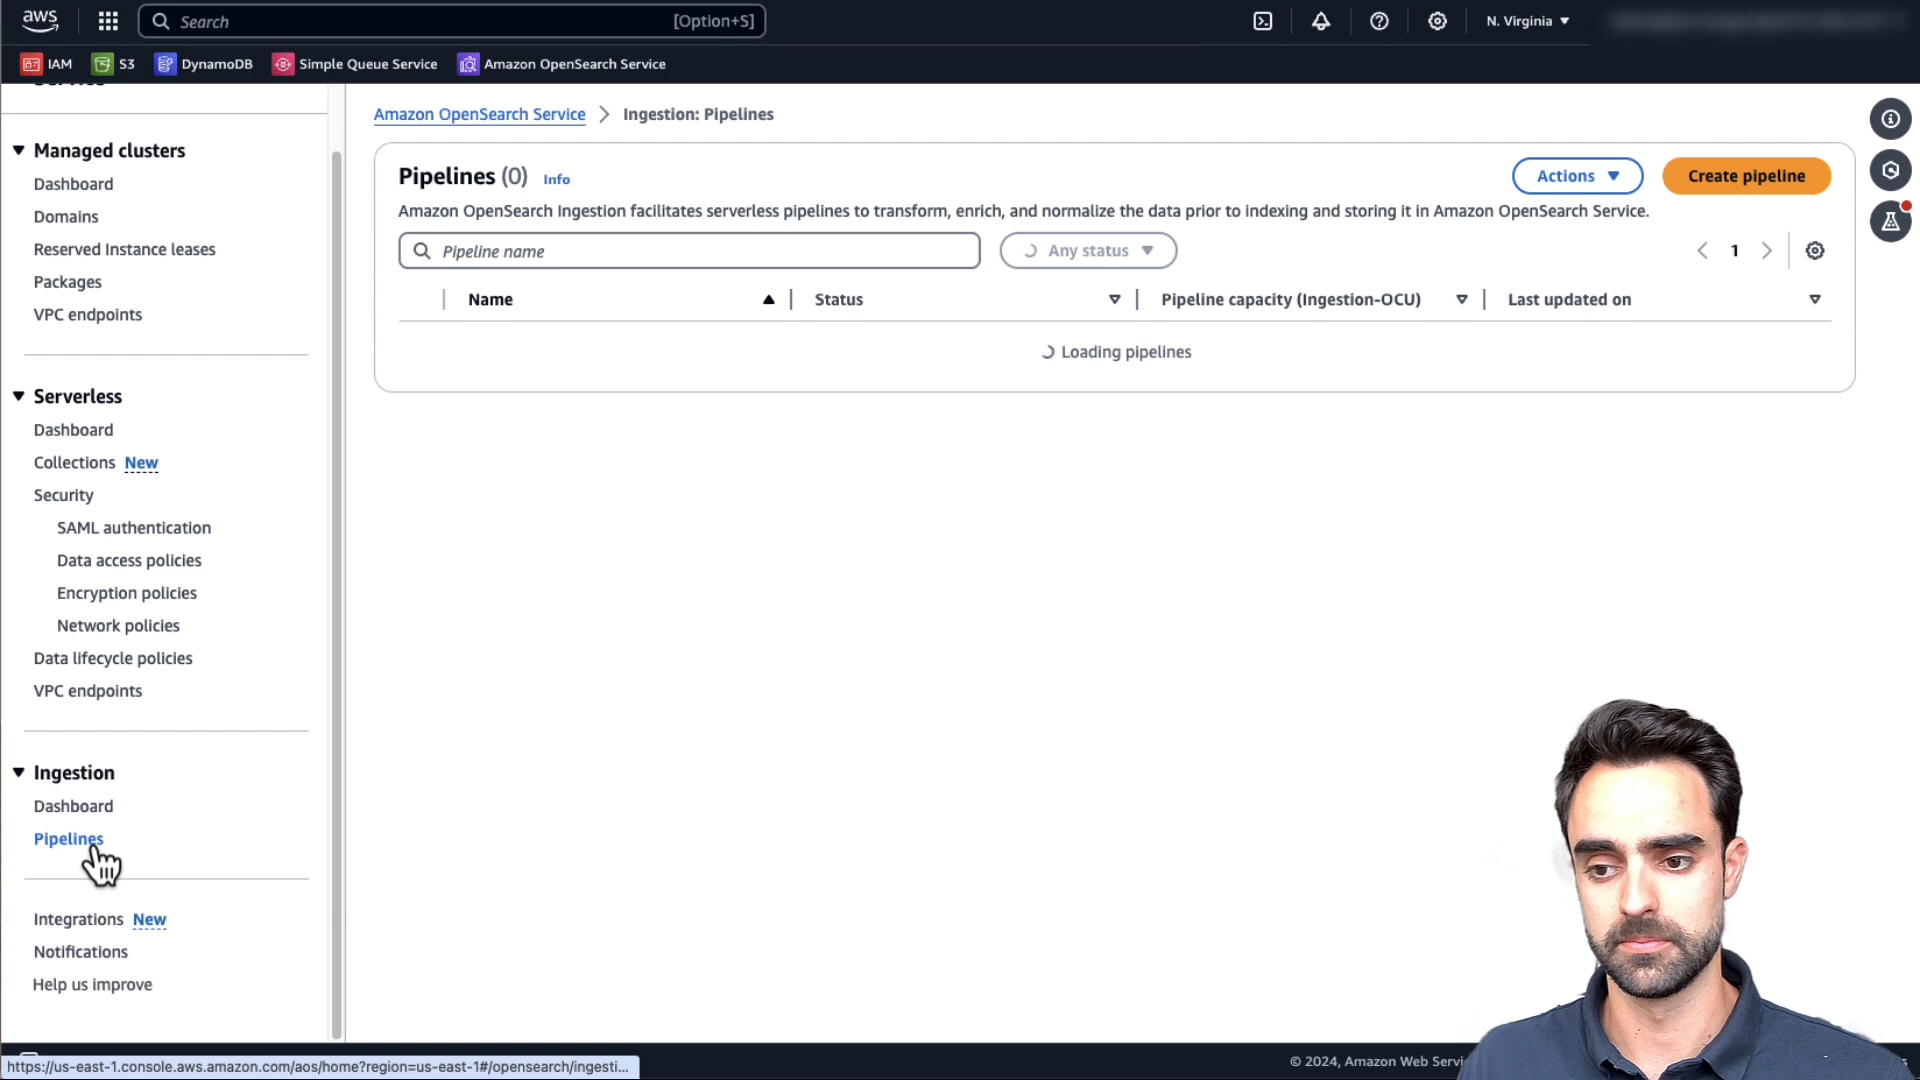 aws
Search
[Option+S]
N. Virginia
IAM
S3
DynamoDB
Simple Queue Service
Amazon OpenSearch Service
Managed clusters
Dashboard
Domains
Reserved Instance leases
Packages
VPC endpoints
Serverless
Dashboard
Collections New
Security
SAML authentication
Data access policies
Encryption policies
Network policies
Data lifecycle policies
VPC endpoints
Ingestion
Dashboard
Pipelines
Integrations New
Notifications
Help us improve
Amazon OpenSearch Service
Ingestion: Pipelines
Pipelines (0) Info
Actions
Create pipeline
Amazon OpenSearch Ingestion facilitates serverless pipelines to transform, enrich, and normalize the data prior to indexing and storing it in Amazon OpenSearch Service.
Pipeline name
Any status
1
Name
Status
Pipeline capacity (Ingestion-OCU)
Last updated on
Loading pipelines
https://us-east-1.console.aws.amazon.com/aos/home?region=us-east-1#/opensearch/ingesti...
© 2024, Amazon Web Servi